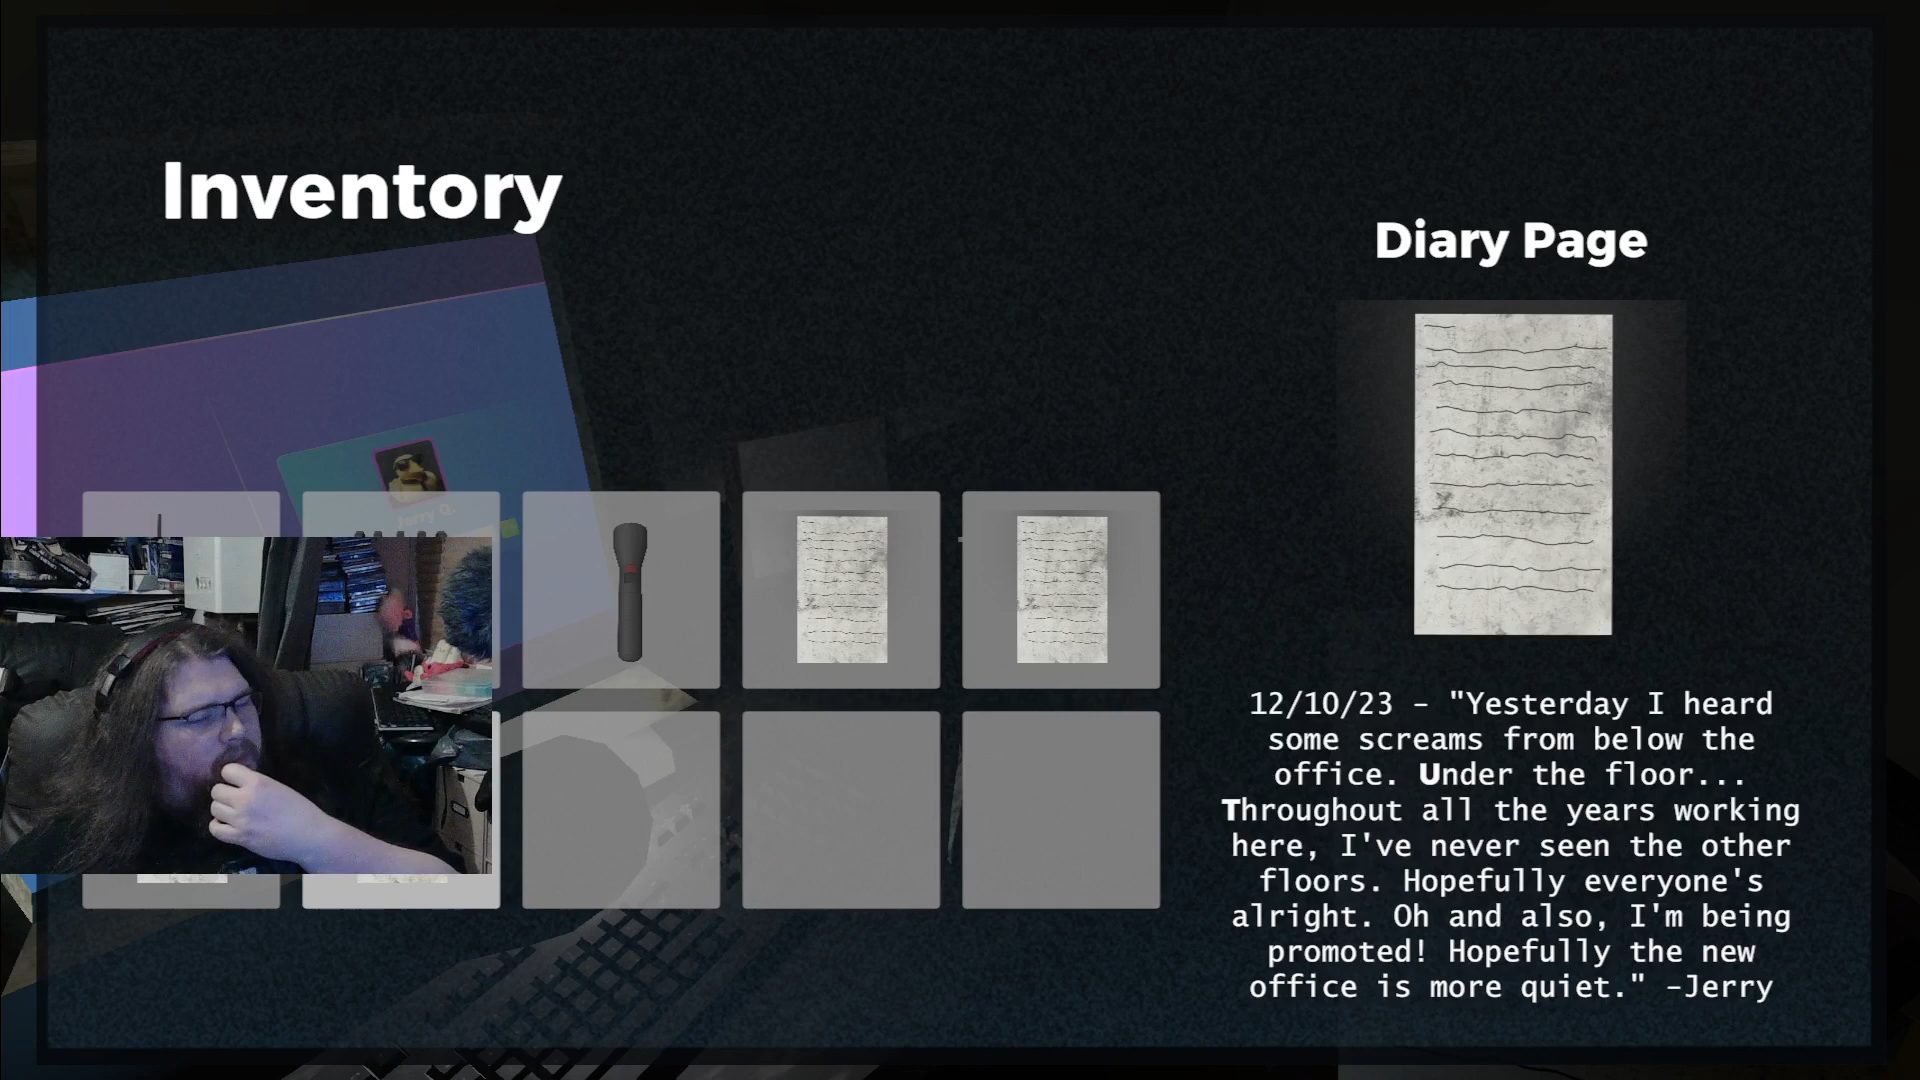 Inventory
Diary Page
Jerry Q.
12/10/23 - "Yesterday I heard
some screams from below the
office. Under the floor...
Throughout all the years working
here, I've never seen the other
floors. Hopefully everyone's
alright. Oh and also, I'm being
promoted! Hopefully the new
office is more quiet." -Jerry